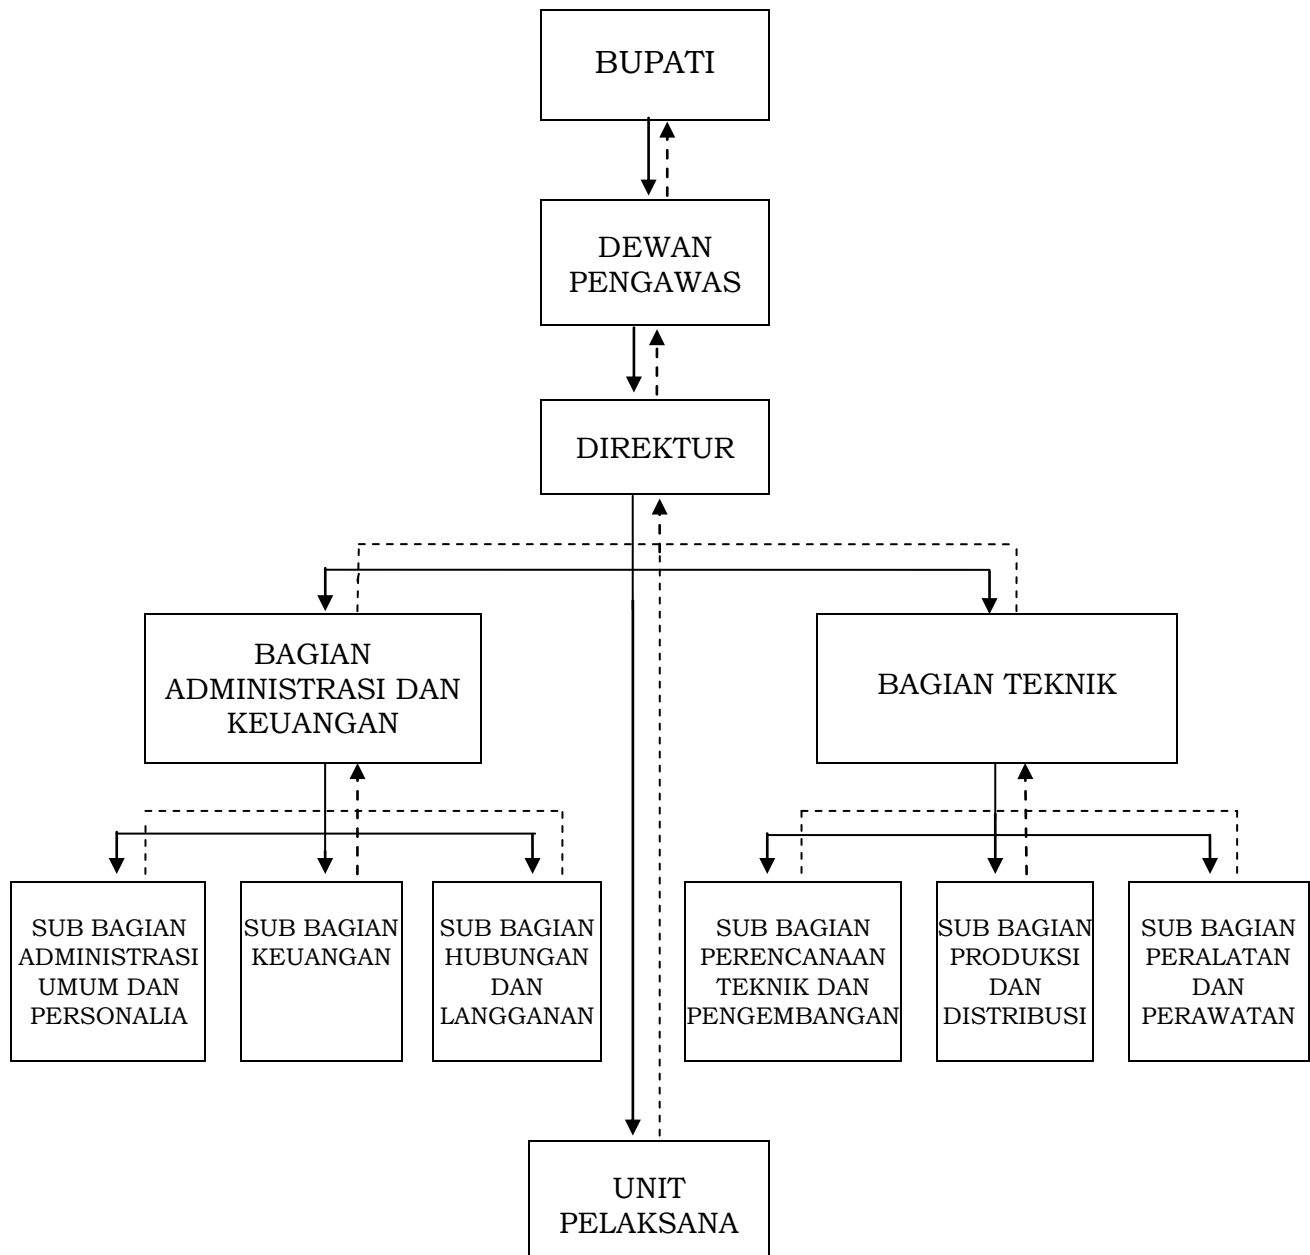 BUPATI
DEWAN
PENGAWAS
DIREKTUR
BAGIAN
ADMINISTRASI DAN
KEUANGAN
BAGIAN TEKNIK
SUB BAGIAN
ADMINISTRASI
UMUM DAN
PERSONALIA
SUB BAGIAN
KEUANGAN
SUB BAGIAN
HUBUNGAN
DAN
LANGGANAN
SUB BAGIAN
PERENCANAAN
TEKNIK DAN
PENGEMBANGAN
SUB BAGIAN
PRODUKSI
DAN
DISTRIBUSI
SUB BAGIAN
PERALATAN
DAN
PERAWATAN
UNIT
PELAKSANA